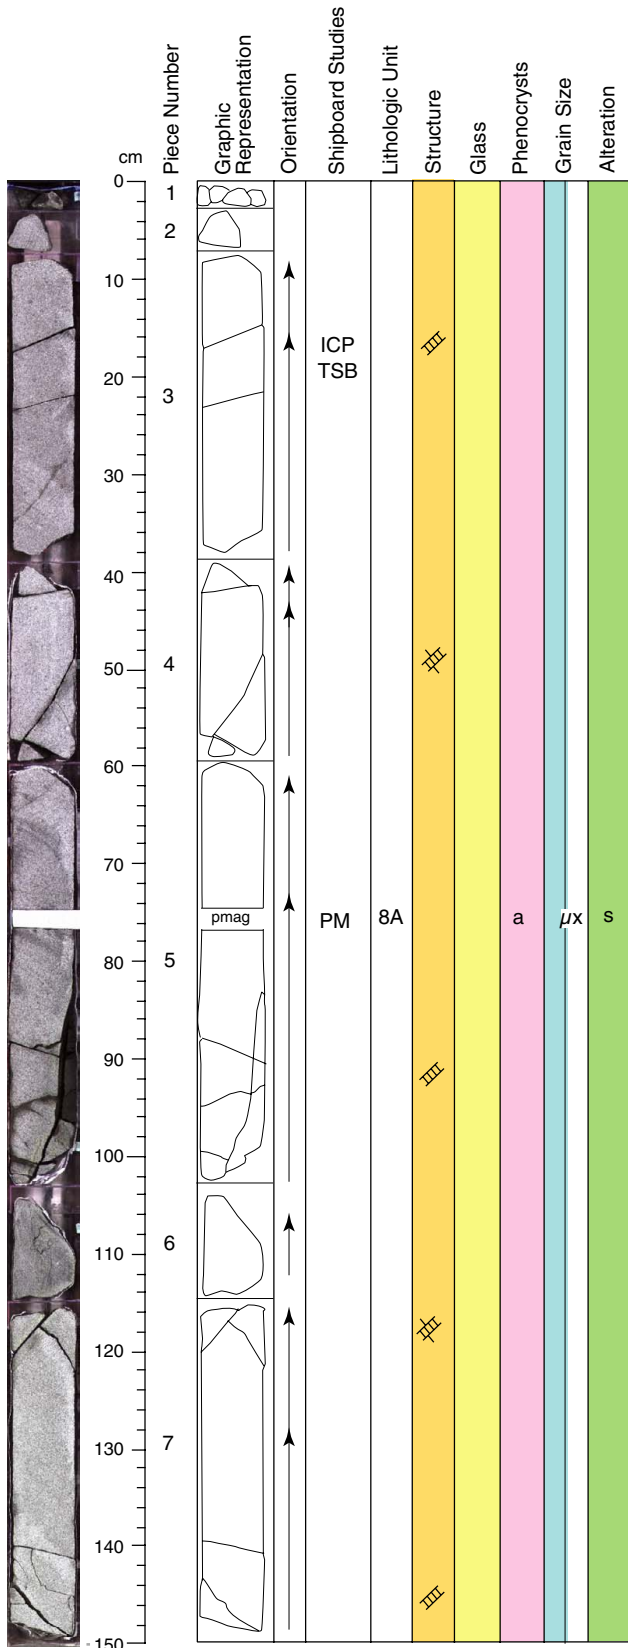 cm
Piece Number
Graphic
Representation
Orientation
Shipboard Studies
Lithologic Unit
Structure
Glass
Phenocrysts
Grain Size
Alteration
0
1
2
10
ICP
TSB
20
3
30
40
4
50
60
70
pmag
PM
8A
a
µx
s
80
5
90
100
6
110
120
7
130
140
150